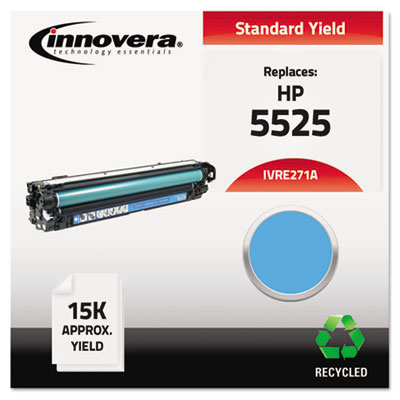 innovera
technology essentials
Standard Yield
Replaces:
HP
5525
IVRE271A
15K
APPROX.
YIELD
RECYCLED